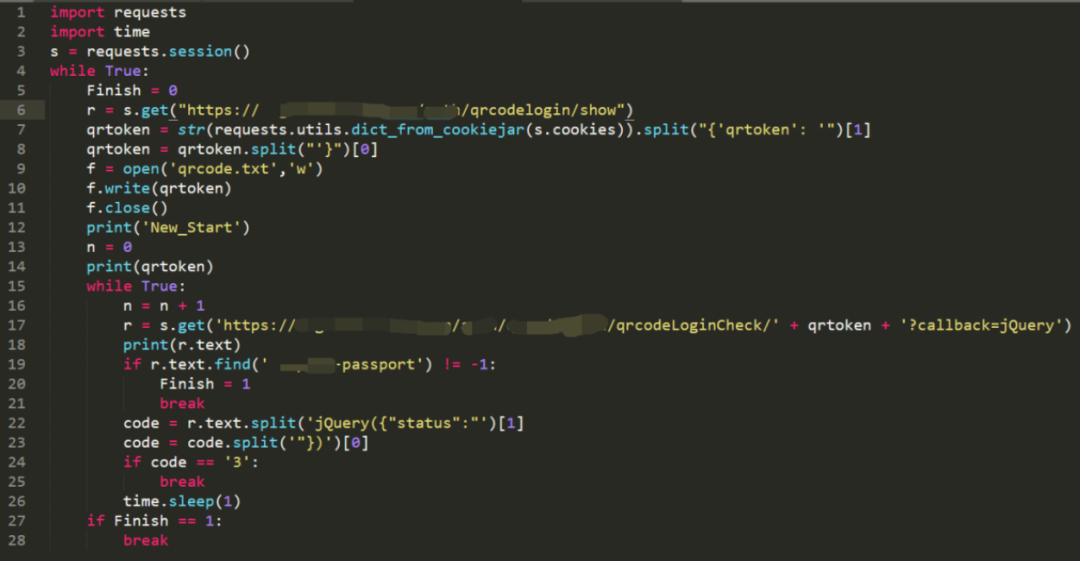 1 import requests
2 import time
3 s = requests.session()
4 while True:
5 Finish = 0
6 r = s.get("https:// h/qrcodelogin/show")
7 qrtoken = str(requests.utils.dict_from_cookiejar(s.cookies)).split("{'qrtoken': '")[1]
8 qrtoken = qrtoken.split("'}")[0]
9 f = open('qrcode.txt','w')
10 f.write(qrtoken)
11 f.close()
12 print('New_Start')
13 n = 0
14 print(qrtoken)
15 while True:
16 n = n + 1
17 r = s.get('https:// / / /qrcodeLoginCheck/' + qrtoken + '?callback=jQuery')
18 print(r.text)
19 if r.text.find(' -passport') != -1:
20 Finish = 1
21 break
22 code = r.text.split('jQuery({"status":"')[1]
23 code = code.split('"})')[0]
24 if code == '3':
25 break
26 time.sleep(1)
27 if Finish == 1:
28 break